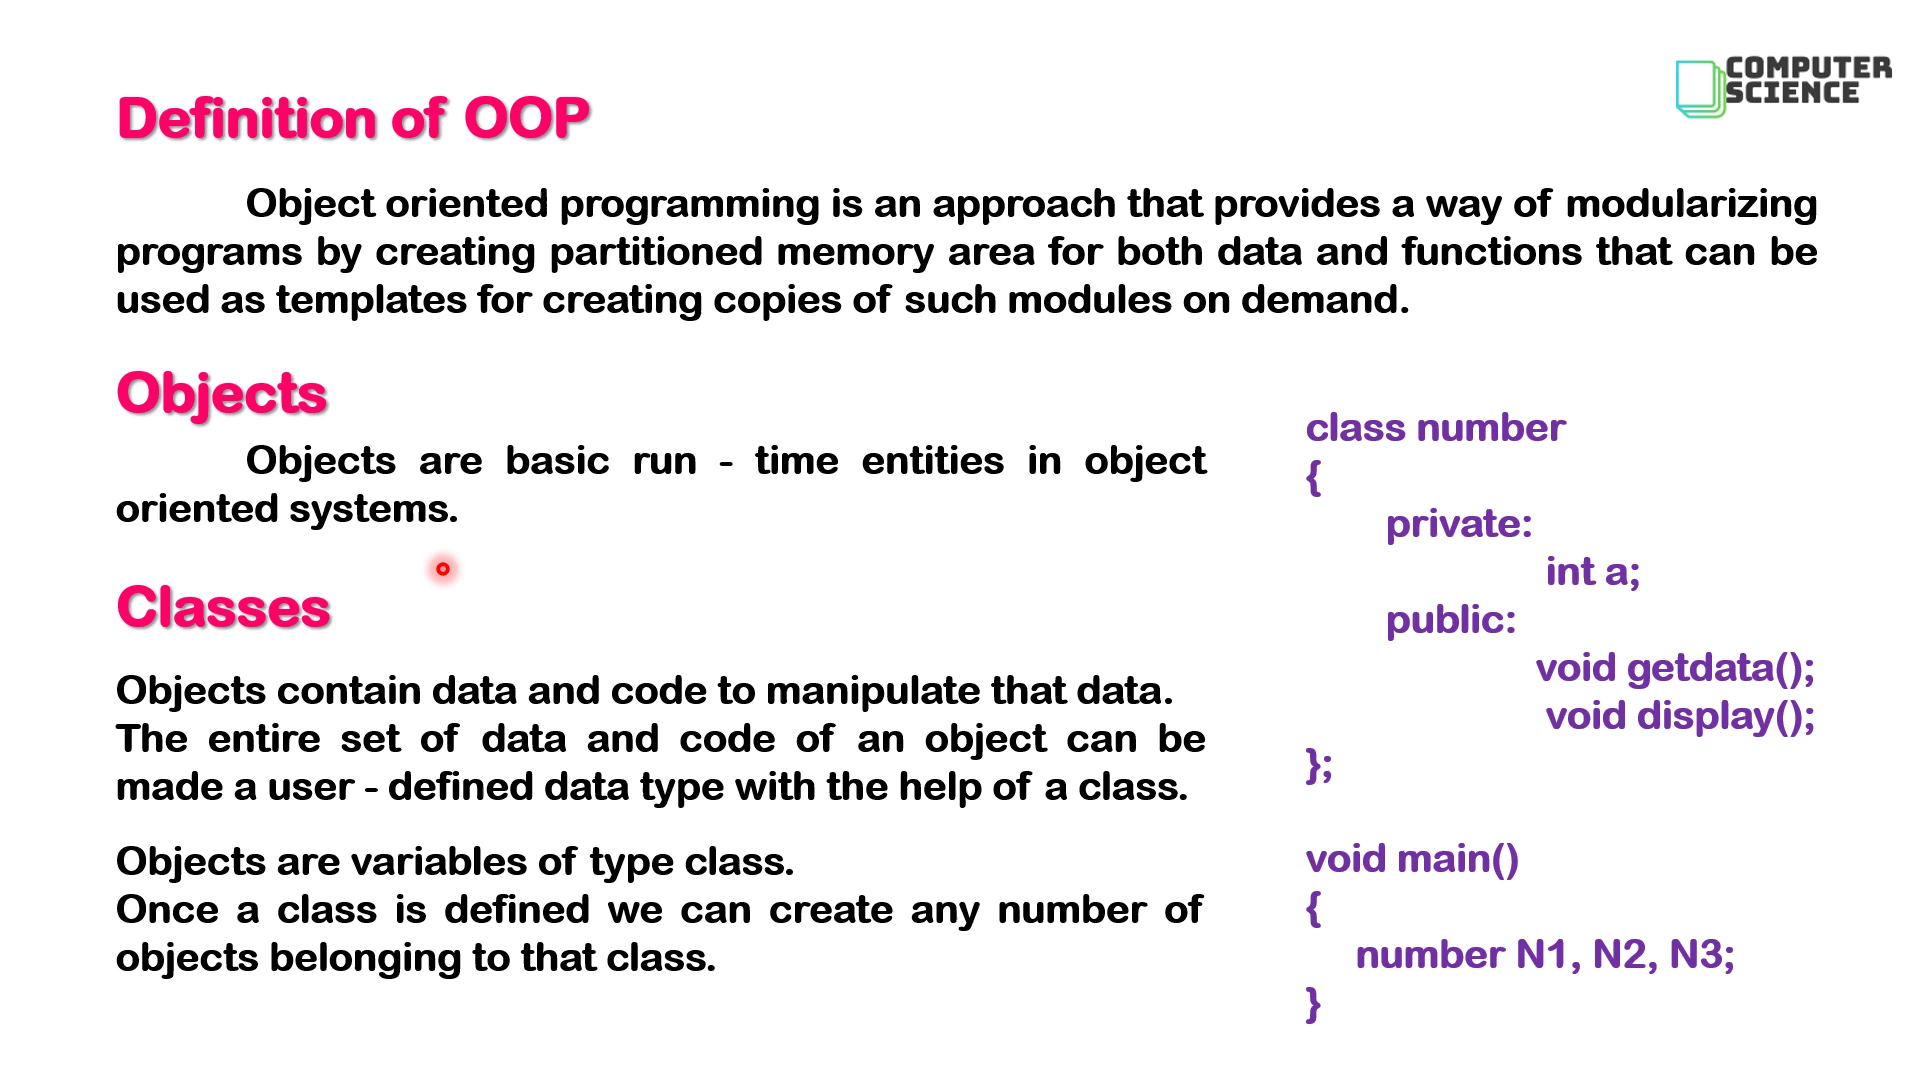 COMPUTER
SCIENCE
Definition of OOP
Object oriented programming is an approach that provides a way of modularizing
programs by creating partitioned memory area for both data and functions that can be
used as templates for creating copies of such modules on demand.
Objects
Objects are basic run - time entities in object
oriented systems.
Classes
Objects contain data and code to manipulate that data.
The entire set of data and code of an object can be
made a user - defined data type with the help of a class.
Objects are variables of type class.
Once a class is defined we can create any number of
objects belonging to that class.
class number
{
private:
int a;
public:
void getdata();
void display();
};
void main()
{
number N1, N2, N3;
}